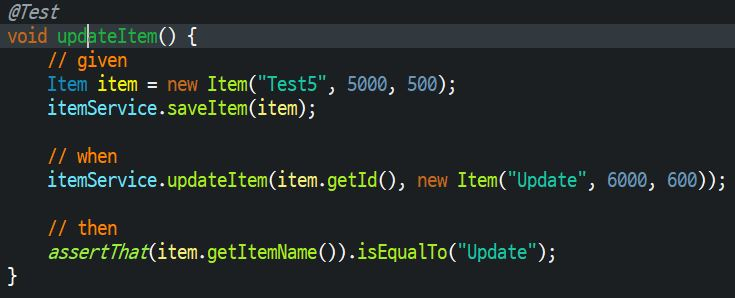 @Test
void updateItem() {
    // given
    Item item = new Item("Test5", 5000, 500);
    itemService.saveItem(item);

    // when
    itemService.updateItem(item.getId(), new Item("Update", 6000, 600));

    // then
    assertThat(item.getItemName()).isEqualTo("Update");
}